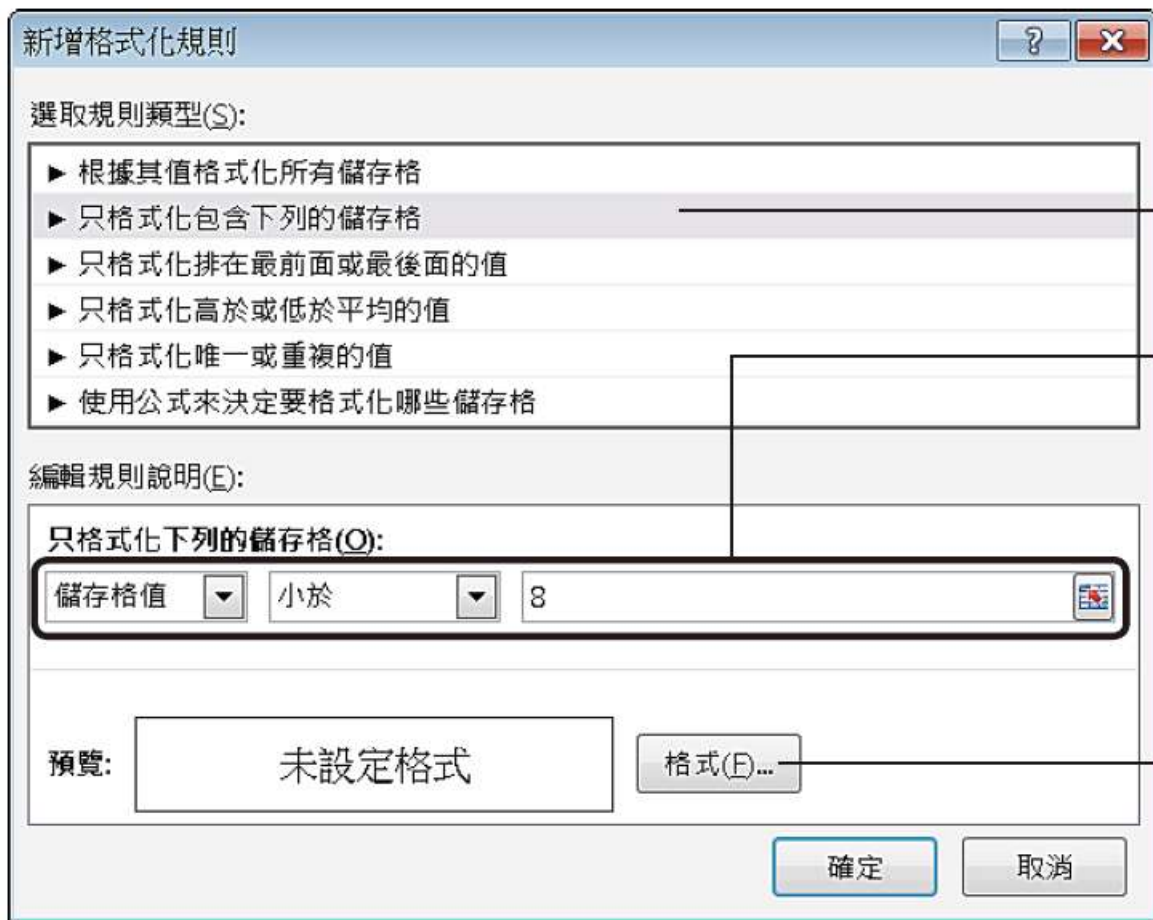 新增格式化規則
選取規則類型(S):
► 根據其值格式化所有儲存格
► 只格式化包含下列的儲存格
► 只格式化排在最前面或最後面的值
► 只格式化高於或低於平均的值
► 只格式化唯一或重複的值
► 使用公式來決定要格式化哪些儲存格
編輯規則說明(E):
只格式化下列的儲存格(O):
儲存格值 小於 8
預覽: 未設定格式 格式(F)...
確定 取消